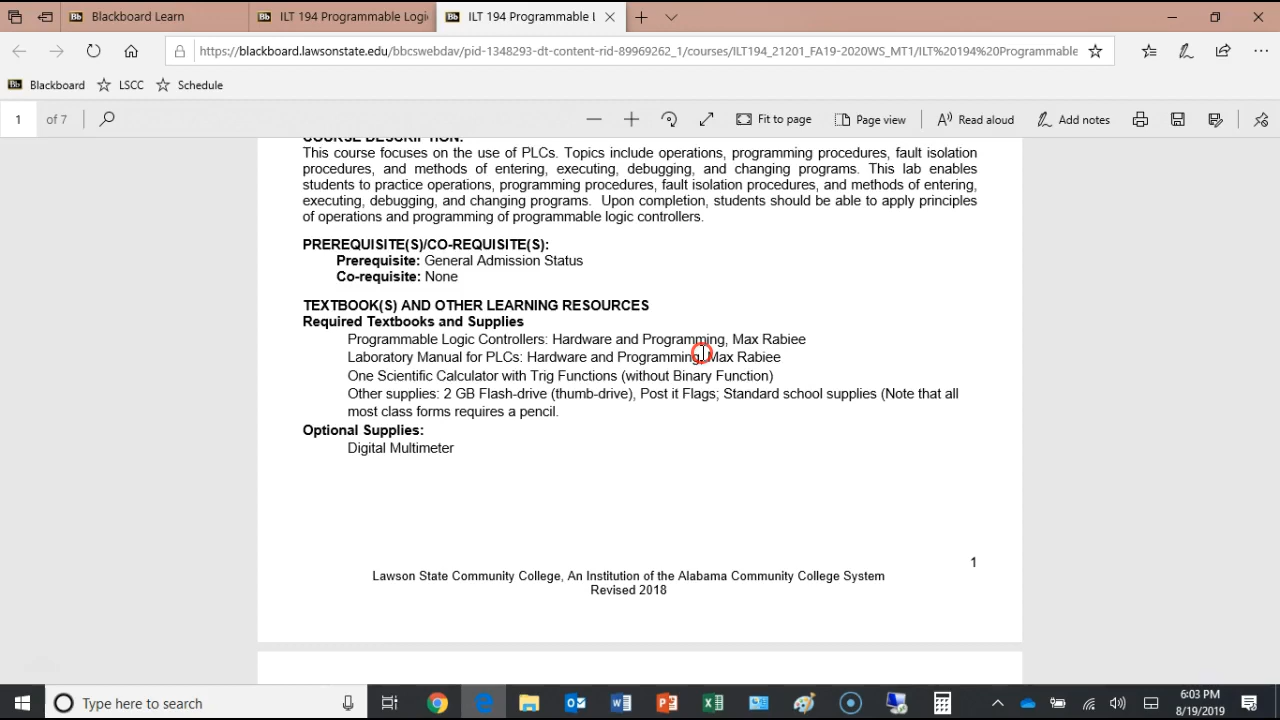 Blackboard Learn
ILT 194 Programmable Logi
ILT 194 Programmable L
https://blackboard.lawsonstate.edu/bbcswebdav/pid-1348293-dt-content-rid-89969262_1/courses/ILT194_21201_FA19-2020WS_MT1/ILT%20194%20Programmable
Blackboard
LSCC
Schedule
1 of 7
Fit to page
Page view
Read aloud
Add notes
COURSE DESCRIPTION:
This course focuses on the use of PLCs. Topics include operations, programming procedures, fault isolation
procedures, and methods of entering, executing, debugging, and changing programs. This lab enables
students to practice operations, programming procedures, fault isolation procedures, and methods of entering,
executing, debugging, and changing programs. Upon completion, students should be able to apply principles
of operations and programming of programmable logic controllers.
PREREQUISITE(S)/CO-REQUISITE(S):
Prerequisite: General Admission Status
Co-requisite: None
TEXTBOOK(S) AND OTHER LEARNING RESOURCES
Required Textbooks and Supplies
Programmable Logic Controllers: Hardware and Programming, Max Rabiee
Laboratory Manual for PLCs: Hardware and Programming, Max Rabiee
One Scientific Calculator with Trig Functions (without Binary Function)
Other supplies: 2 GB Flash-drive (thumb-drive), Post it Flags; Standard school supplies (Note that all
most class forms requires a pencil.
Optional Supplies:
Digital Multimeter
1
Lawson State Community College, An Institution of the Alabama Community College System
Revised 2018
Type here to search
6:03 PM
8/19/2019